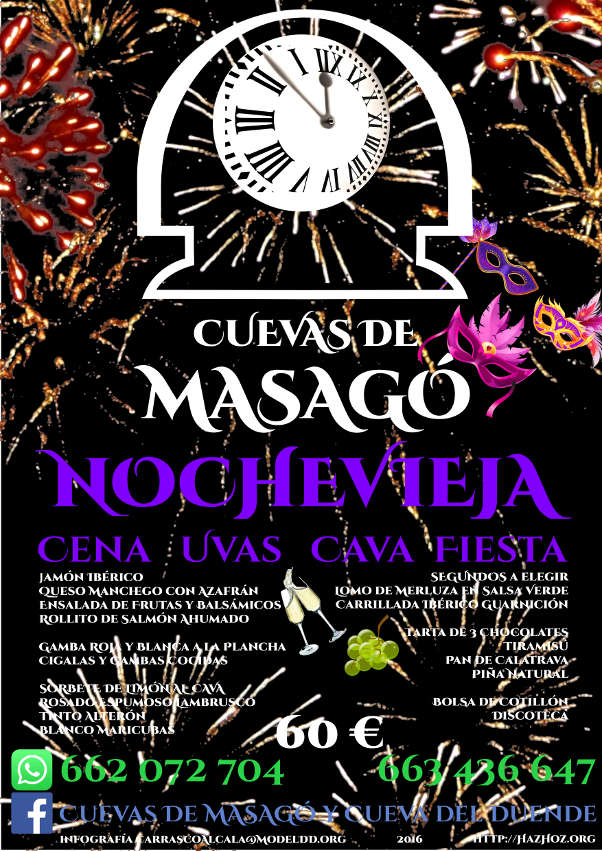 CUEVAS DE
MASAGÓ
NOCHEVIEJA
CENA UVAS CAVA FIESTA
JAMÓN IBÉRICO
QUESO MANCHEGO CON AZAFRÁN
ENSALADA DE FRUTAS Y BALSÁMICOS
ROLLITO DE SALMÓN AHUMADO
GAMBA ROJA Y BLANCA A LA PLANCHA
CIGALAS Y GAMBAS COCIDAS
SORBETE DE LIMÓN AL CAVA
ROSADO ESPUMOSO LAMBRUSCO
TINTO ALTERÓN
BLANCO MARICUBAS
SEGUNDOS A ELEGIR
LOMO DE MERLUZA EN SALSA VERDE
CARRILLADA IBÉRICO GUARNICIÓN
TARTA DE 3 CHOCOLATES
TIRAMISÚ
PAN DE CALATRAVA
PIÑA NATURAL
BOLSA DE COTILLÓN
DISCOTECA
60 €
662 072 704 663 436 647
CUEVAS DE MASAGÓ Y CUEVA DEL DUENDE
INFOGRAFÍA CARRASCOALCALA@MODELDD.ORG 2016 HTTP://HAZHOZ.ORG